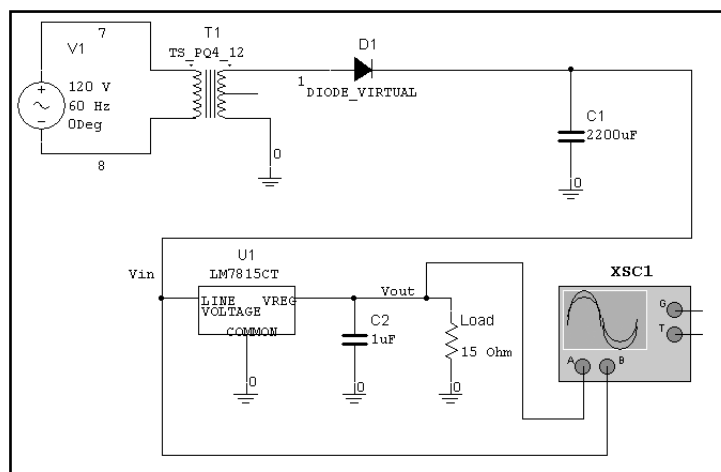 7
V1
120 V
60 Hz
0Deg
8
T1
TS_PQ4_12
0
1
D1
DIODE_VIRTUAL
C1
2200uF
0
Vin
U1
LM7815CT
LINE VREG
VOLTAGE
COMMON
0
Vout
C2
1uF
0
Load
15 Ohm
0
XSC1
G
T
A B